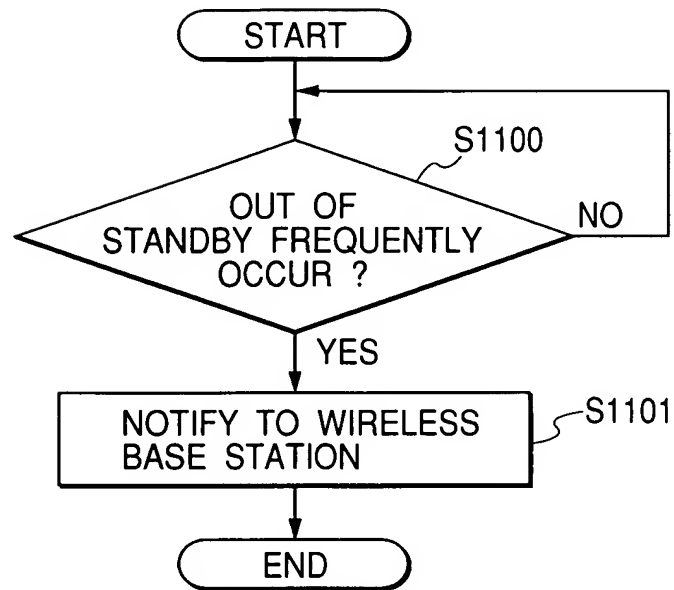 START
S1100
OUT OF
STANDBY FREQUENTLY
OCCUR ?
NO
YES
NOTIFY TO WIRELESS
BASE STATION
S1101
END